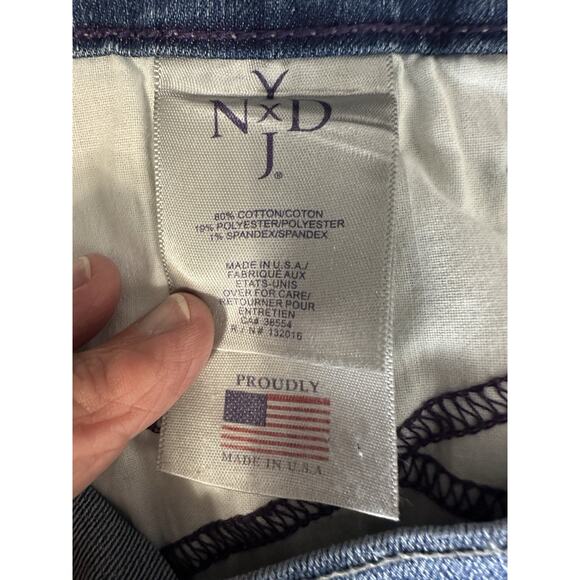 NYDJ®
80% COTTON/COTON
19% POLYESTER/POLYESTER
1% SPANDEX/SPANDEX
MADE IN U.S.A./
FABRIQUÉ AUX
ETATS-UNIS
OVER FOR CARE/
RETOURNER POUR
ENTRETIEN
CA# 36554
R / N# 132016
PROUDLY
MADE IN U.S.A